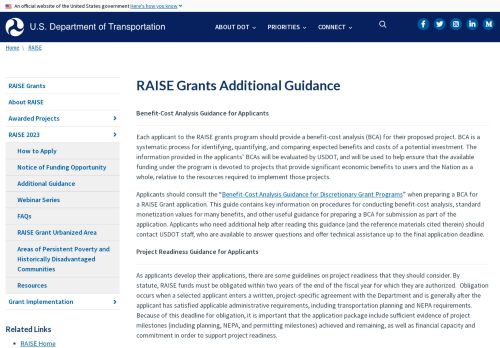 An official website of the United States government Here's how you know
U.S. Department of Transportation
ABOUT DOT
PRIORITIES
CONNECT
Home
RAISE
RAISE Grants
About RAISE
Awarded Projects
RAISE 2023
How to Apply
Notice of Funding Opportunity
Additional Guidance
Webinar Series
FAQs
RAISE Grant Urbanized Area
Areas of Persistent Poverty and
Historically Disadvantaged
Communities
Resources
Grant Implementation
Related Links
RAISE Home
RAISE Grants Additional Guidance
Benefit-Cost Analysis Guidance for Applicants
Each applicant to the RAISE grants program should provide a benefit-cost analysis (BCA) for their proposed project. BCA is a
systematic process for identifying, quantifying, and comparing expected benefits and costs of a potential investment. The
information provided in the applicants' BCAs will be evaluated by USDOT, and will be used to help ensure that the available
funding under the program is devoted to projects that provide significant economic benefits to users and the Nation as a
whole, relative to the resources required to implement those projects.
Applicants should consult the "Benefit-Cost Analysis Guidance for Discretionary Grant Programs" when preparing a BCA for
a RAISE Grant application. This guide contains key information on procedures for conducting benefit-cost analysis, standard
monetization values for many benefits, and other useful guidance for preparing a BCA for submission as part of the
application. Applicants who need additional help after reading this guidance (and the reference materials cited therein) should
contact USDOT staff, who are available to answer questions and offer technical assistance up to the final application deadline.
Project Readiness Guidance for Applicants
As applicants develop their applications, there are some guidelines on project readiness that they should consider. By
statute, RAISE funds must be obligated within two years of the end of the fiscal year for which they are authorized. Obligation
occurs when a selected applicant enters a written, project-specific agreement with the Department and is generally after the
applicant has satisfied applicable administrative requirements, including transportation planning and NEPA requirements.
Because of this deadline for obligation, it is important that the application package include sufficient evidence of project
milestones (including planning, NEPA, and permitting milestones) achieved and remaining, as well as financial capacity
and commitment in order to support project readiness.